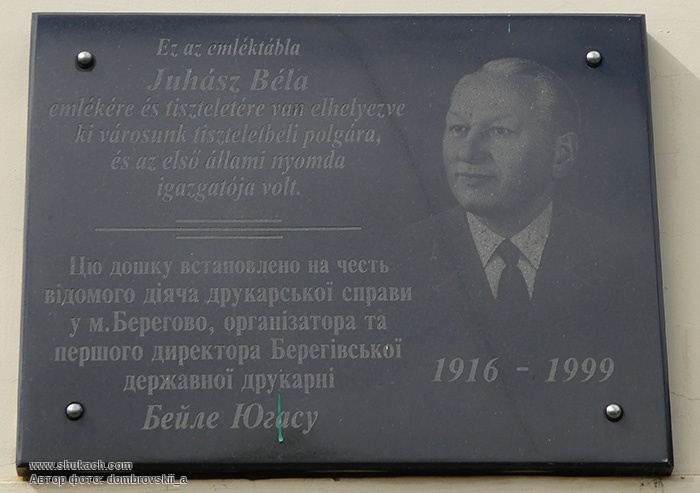 Ez az emléktábla
Juhász Béla
emlékére és tiszteletére van elhelyezve
ki városunk tiszteletbeli polgára,
és az első állami nyomda
igazgatója volt.
Цю дошку встановлено на честь
відомого діяча друкарської справи
у м.Берегово, організатора та
першого директора Берегівської
державної друкарні
Бейле Югасу
1916 - 1999
www.shukach.com
Автор фото: dombrovskii_a